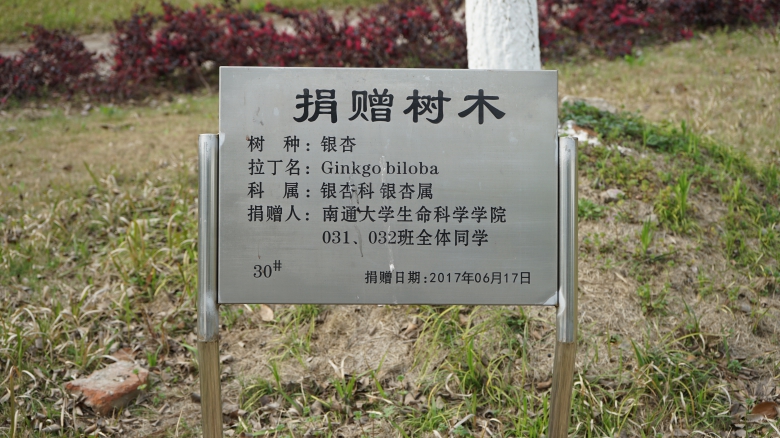 捐赠树木
树 种：银杏
拉丁名：Ginkgo biloba
科 属：银杏科 银杏属
捐赠人：南通大学生命科学学院
031、032班全体同学
30#
捐赠日期:2017年06月17日